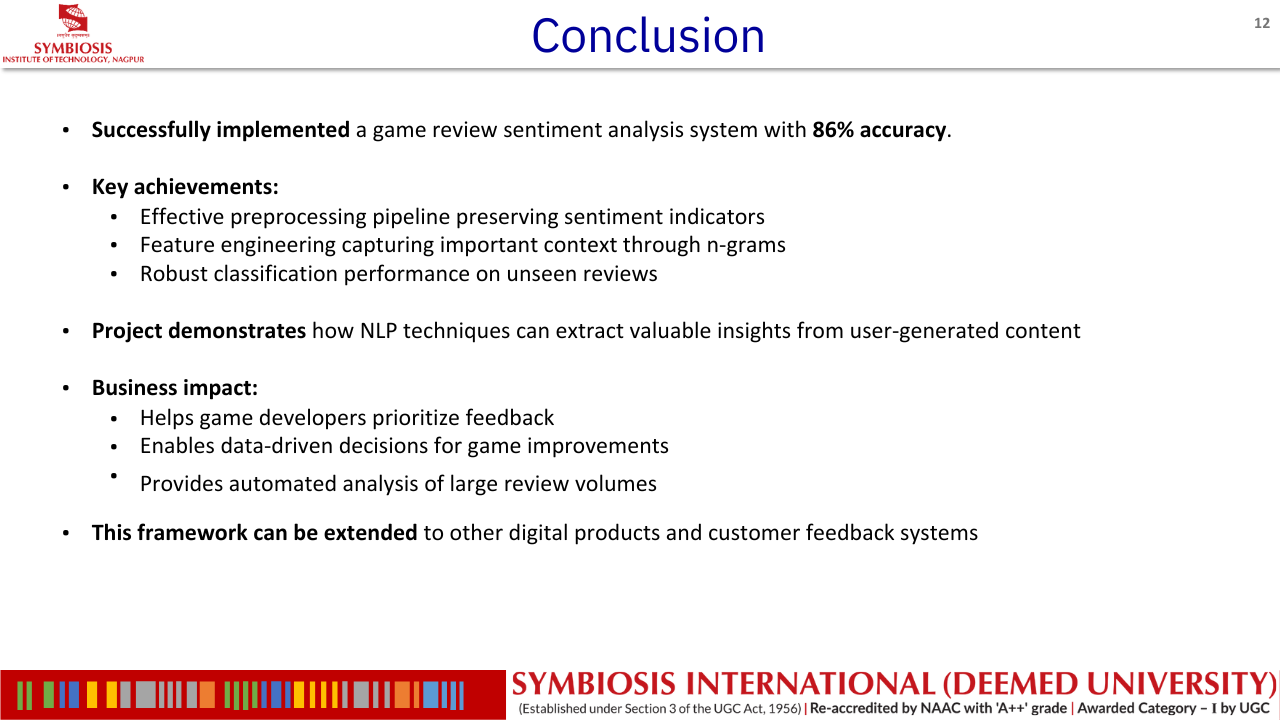 SYMBIOSIS
INSTITUTE OF TECHNOLOGY, NAGPUR
Conclusion
12
• Successfully implemented a game review sentiment analysis system with 86% accuracy.
• Key achievements:
• Effective preprocessing pipeline preserving sentiment indicators
• Feature engineering capturing important context through n-grams
• Robust classification performance on unseen reviews
• Project demonstrates how NLP techniques can extract valuable insights from user-generated content
• Business impact:
• Helps game developers prioritize feedback
• Enables data-driven decisions for game improvements
• Provides automated analysis of large review volumes
• This framework can be extended to other digital products and customer feedback systems
SYMBIOSIS INTERNATIONAL (DEEMED UNIVERSITY)
(Established under Section 3 of the UGC Act, 1956) | Re-accredited by NAAC with 'A++' grade | Awarded Category – I by UGC